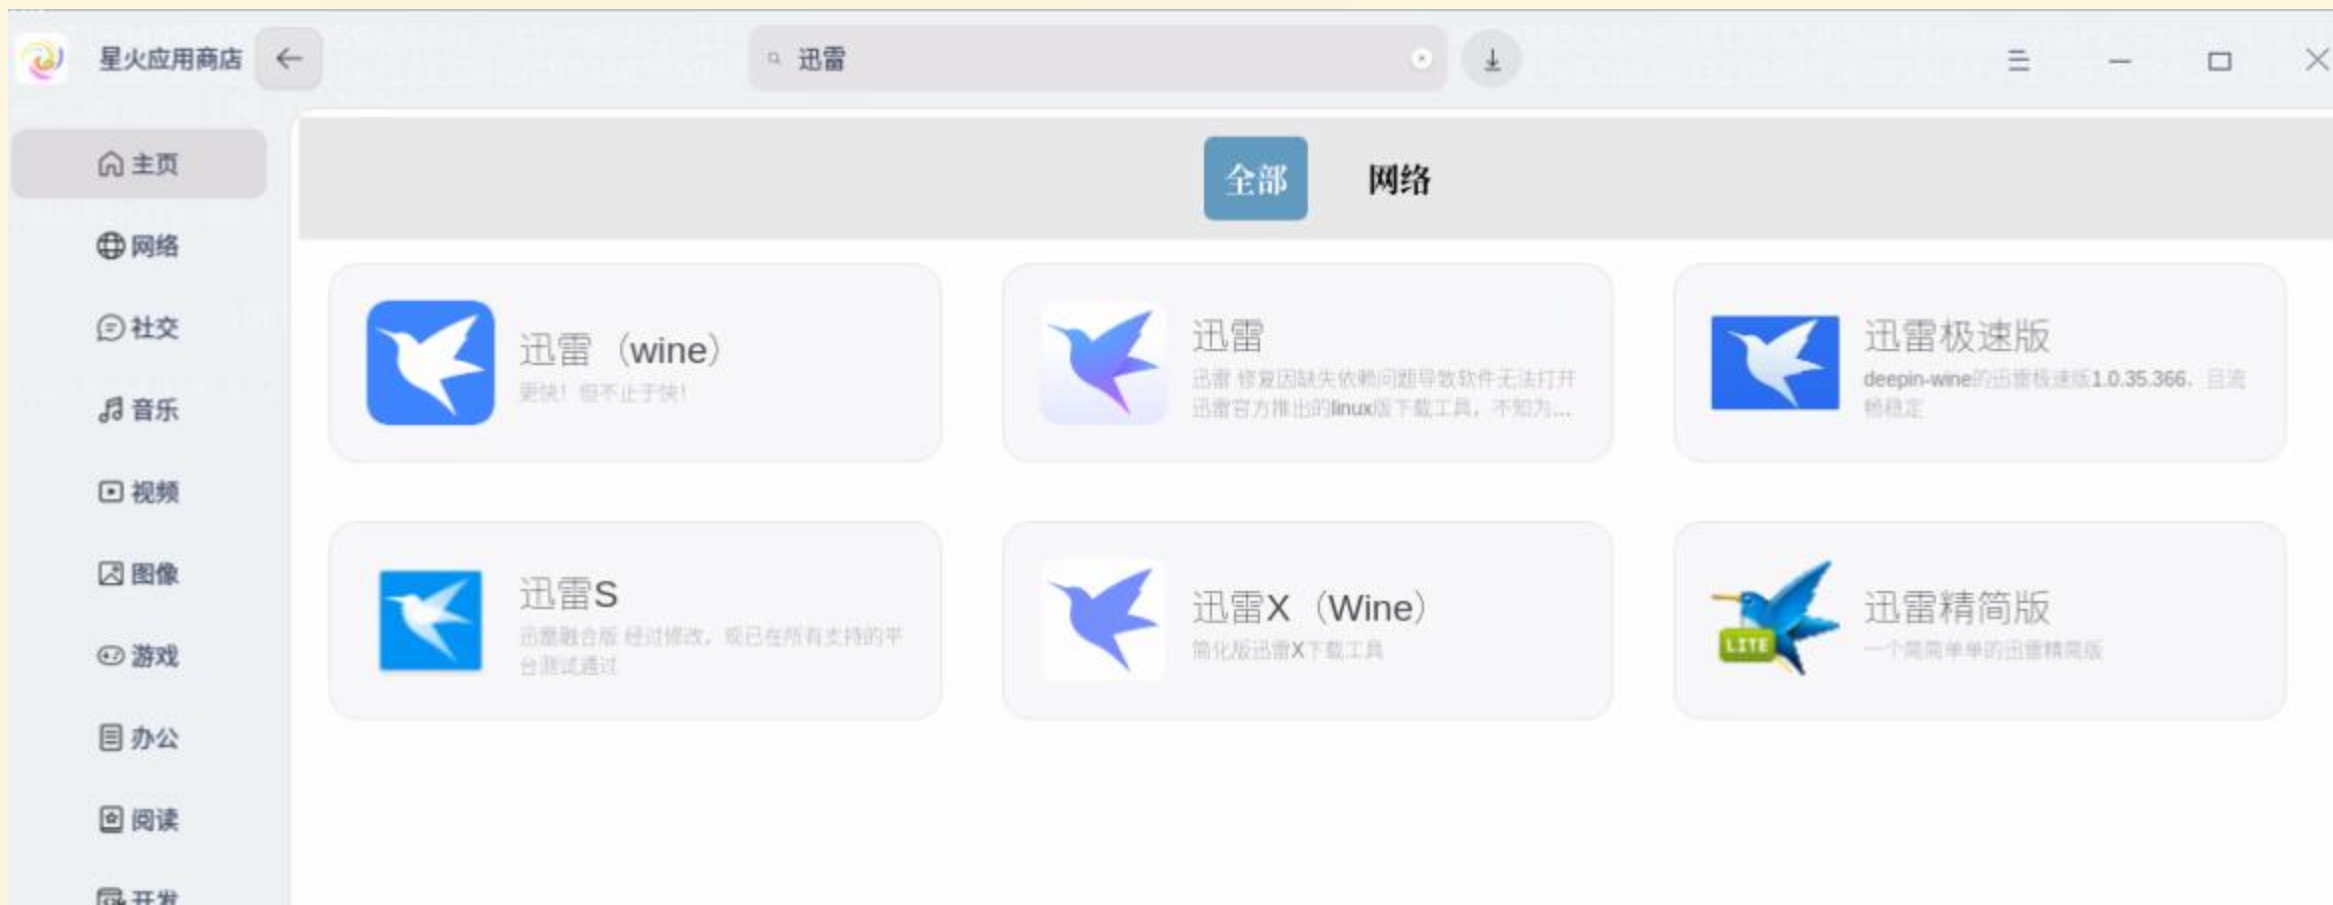 星火应用商店
迅雷
主页
网络
社交
音乐
视频
图像
游戏
办公
阅读
开发
全部
网络
迅雷（wine）
更快！但不止于快！
迅雷
迅雷 修复因缺失依赖问题导致软件无法打开
迅雷官方推出的linux版下载工具，不知为...
迅雷极速版
deepin-wine的迅雷极速版1.0.35.366，且流
畅稳定
迅雷S
迅雷融合版 经过修改，现已在所有支持的平
台测试通过
迅雷X（Wine）
简化版迅雷X下载工具
LITE
迅雷精简版
一个简简单单的迅雷精简版